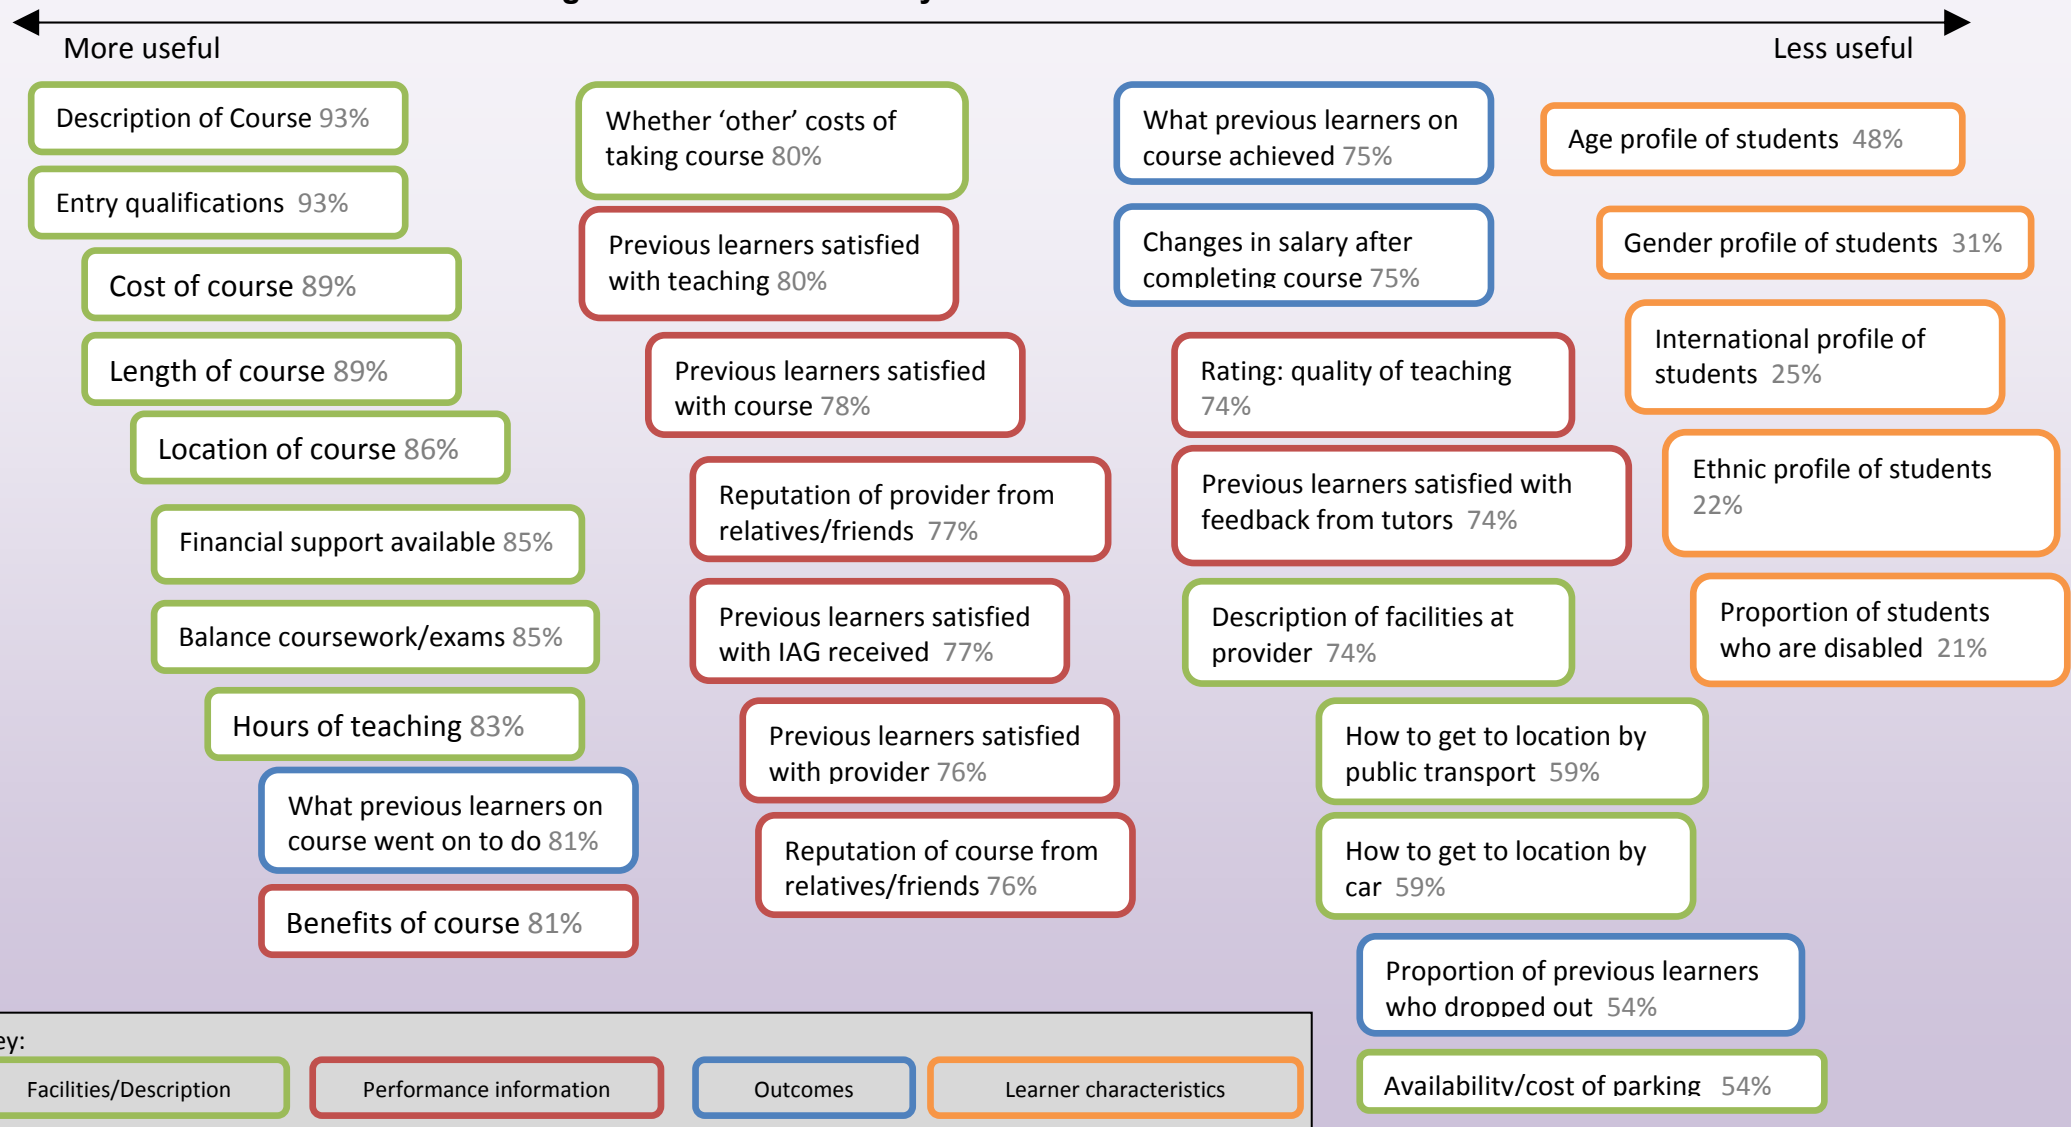 More useful
Less useful
Description of Course 93%
Entry qualifications 93%
Cost of course 89%
Length of course 89%
Location of course 86%
Financial support available 85%
Balance coursework/exams 85%
Hours of teaching 83%
What previous learners on
course went on to do 81%
Benefits of course 81%
Whether ‘other’ costs of
taking course 80%
Previous learners satisfied
with teaching 80%
Previous learners satisfied
with course 78%
Reputation of provider from
relatives/friends 77%
Previous learners satisfied
with IAG received 77%
Previous learners satisfied
with provider 76%
Reputation of course from
relatives/friends 76%
What previous learners on
course achieved 75%
Changes in salary after
completing course 75%
Rating: quality of teaching
74%
Previous learners satisfied with
feedback from tutors 74%
Description of facilities at
provider 74%
How to get to location by
public transport 59%
How to get to location by
car 59%
Proportion of previous learners
who dropped out 54%
Availability/cost of parking 54%
Age profile of students 48%
Gender profile of students 31%
International profile of
students 25%
Ethnic profile of students
22%
Proportion of students
who are disabled 21%
ey:
Facilities/Description
Performance information
Outcomes
Learner characteristics